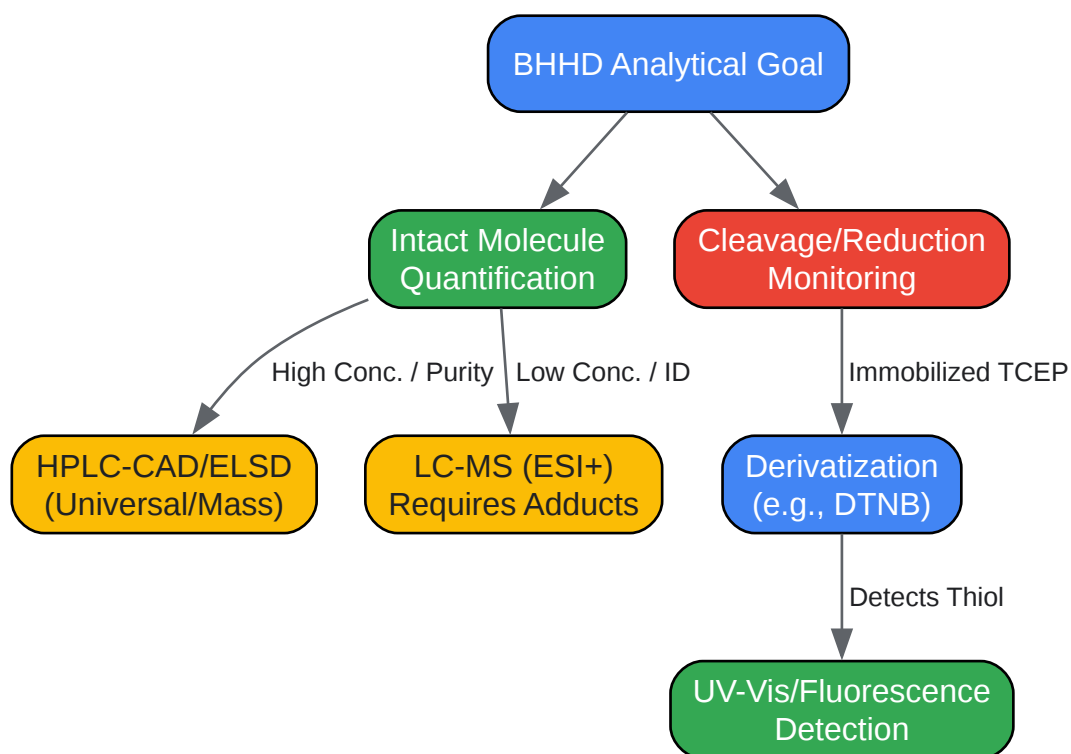 BHHD Analytical Goal
Intact Molecule
Quantification
Cleavage/Reduction
Monitoring
High Conc. / Purity
Low Conc. / ID
Immobilized TCEP
HPLC-CAD/ELSD
(Universal/Mass)
LC-MS (ESI+)
Requires Adducts
Derivatization
(e.g., DTNB)
Detects Thiol
UV-Vis/Fluorescence
Detection